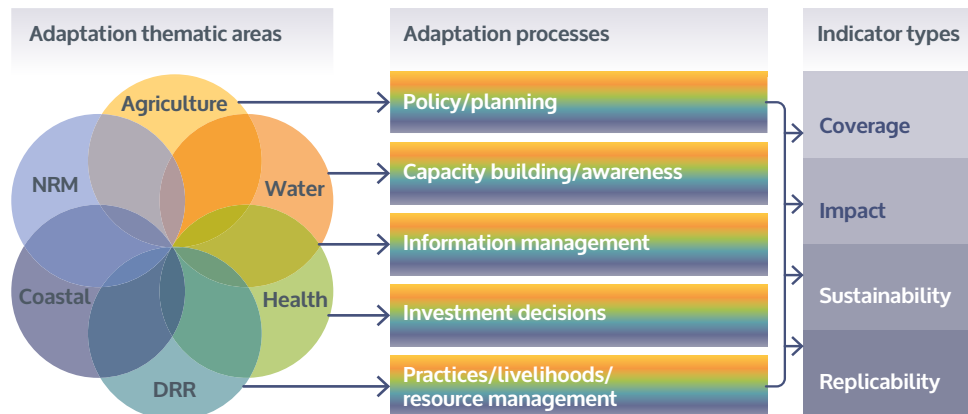 Adaptation thematic areas
Adaptation processes
Indicator types
Agriculture
NRM
Water
Coastal
Health
DRR
Policy/planning
Capacity building/awareness
Information management
Investment decisions
Practices/livelihoods/
resource management
Coverage
Impact
Sustainability
Replicability